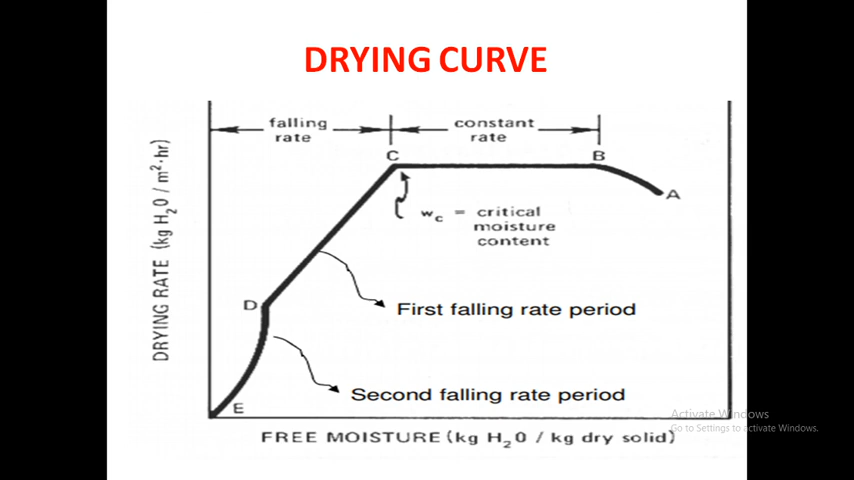 DRYING CURVE
falling
rate
constant
rate
C
B
A
w_c = critical
moisture
content
DRYING RATE (kg H₂O / m²·hr)
D
First falling rate period
E
Second falling rate period
Activate Windows
Go to Settings to activate Windows.
FREE MOISTURE (kg H₂O / kg dry solid)